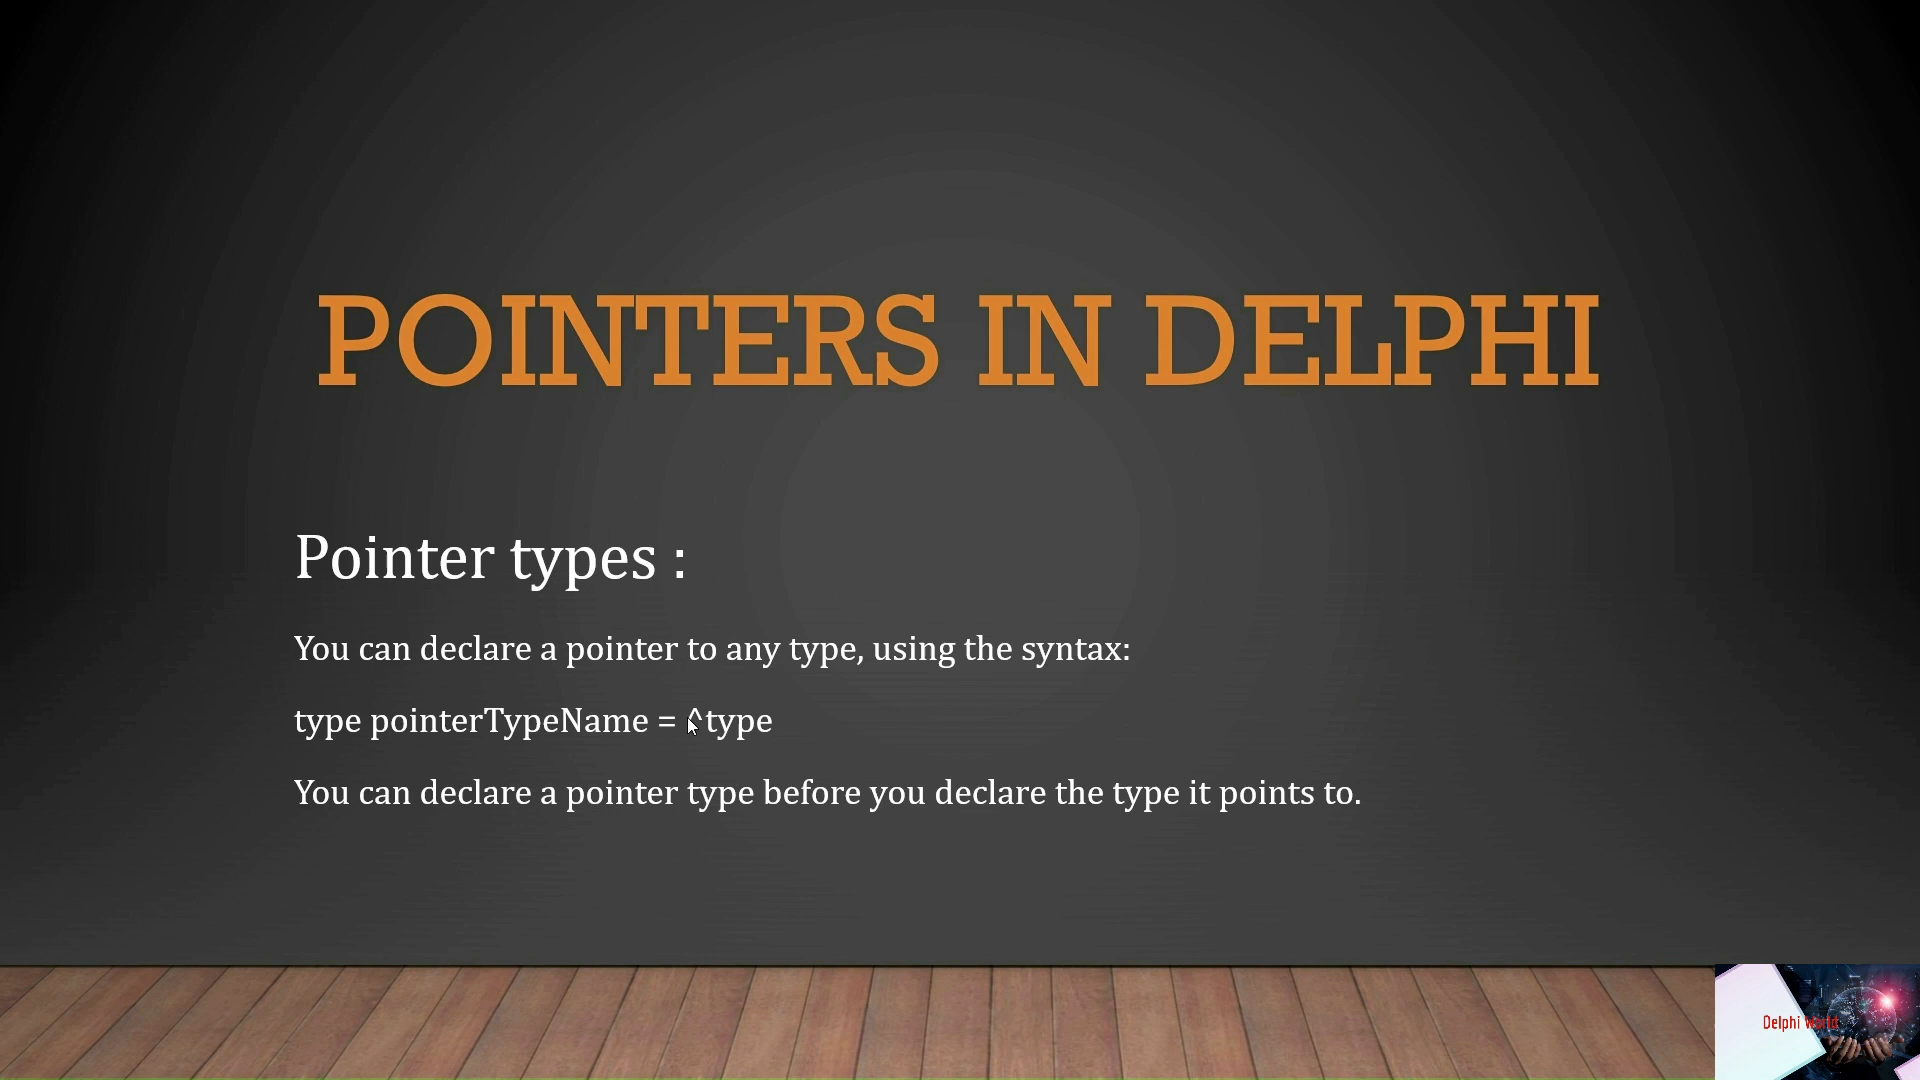 POINTERS IN DELPHI
Pointer types :
You can declare a pointer to any type, using the syntax:
type pointerTypeName = ^type
You can declare a pointer type before you declare the type it points to.
Delphi World